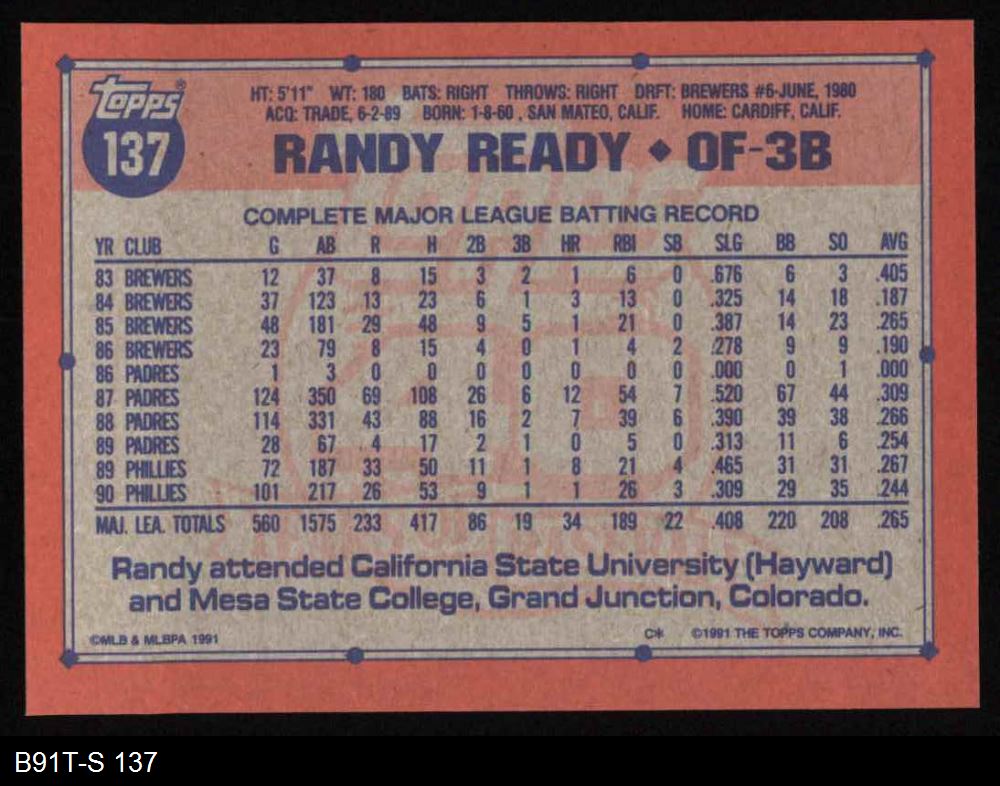 topps®
137
HT: 5'11" WT: 180 BATS: RIGHT THROWS: RIGHT DRFT: BREWERS #6-JUNE, 1980
ACQ: TRADE, 6-2-89 BORN: 1-8-60 , SAN MATEO, CALIF. HOME: CARDIFF, CALIF.
RANDY READY ◆ OF-3B
COMPLETE MAJOR LEAGUE BATTING RECORD
YR CLUB G AB R H 2B 3B HR RBI SB SLG BB SO AVG
83 BREWERS 12 37 8 15 3 2 1 6 0 .676 6 3 .405
84 BREWERS 37 123 13 23 6 1 3 13 0 .325 14 18 .187
85 BREWERS 48 181 29 48 9 5 1 21 0 .387 14 23 .265
86 BREWERS 23 79 8 15 4 0 1 4 2 .278 9 9 .190
86 PADRES 1 3 0 0 0 0 0 0 0 .000 0 1 .000
87 PADRES 124 350 69 108 26 6 12 54 7 .520 67 44 .309
88 PADRES 114 331 43 88 16 2 7 39 6 .390 39 38 .266
89 PADRES 28 67 4 17 2 1 0 5 0 .313 11 6 .254
89 PHILLIES 72 187 33 50 11 1 8 21 4 .465 31 31 .267
90 PHILLIES 101 217 26 53 9 1 1 26 3 .309 29 35 .244
MAJ. LEA. TOTALS 560 1575 233 417 86 19 34 189 22 .408 220 208 .265
Randy attended California State University (Hayward)
and Mesa State College, Grand Junction, Colorado.
©MLB & MLBPA 1991 C* ©1991 THE TOPPS COMPANY, INC.
B91T-S 137